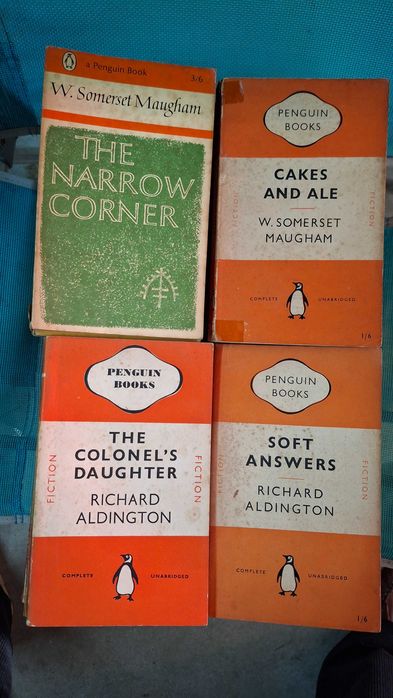 a Penguin Book
3/6
W. Somerset Maugham
THE
NARROW
CORNER
PENGUIN
BOOKS
CAKES
AND ALE
W. SOMERSET
MAUGHAM
FICTION
FICTION
COMPLETE UNABRIDGED
1/6
PENGUIN
BOOKS
THE
COLONEL'S
DAUGHTER
RICHARD
ALDINGTON
FICTION
FICTION
COMPLETE UNABRIDGED
PENGUIN
BOOKS
SOFT
ANSWERS
RICHARD
ALDINGTON
FICTION
FICTION
COMPLETE UNABRIDGED
1/6